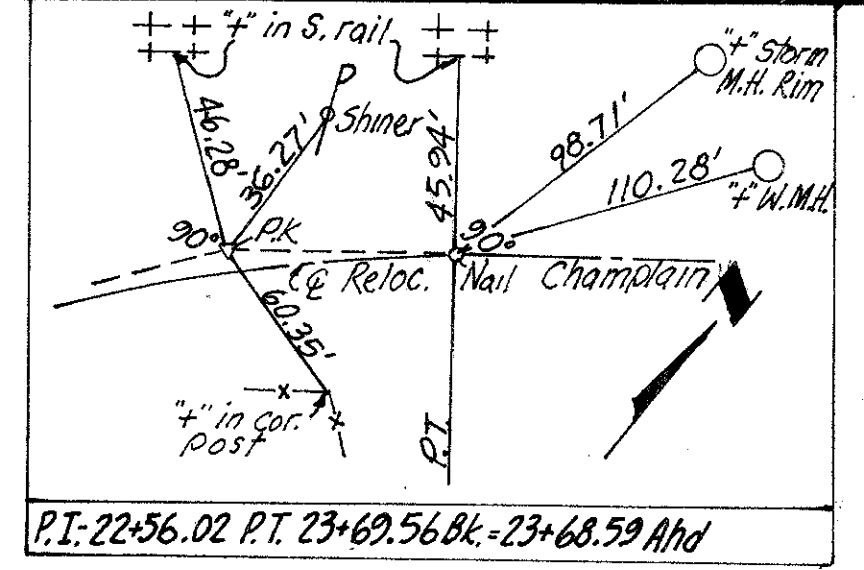 "+" in S. rail
"+" Storm
M.H. Rim
Shiner
46.28'
36.27'
45.94'
98.71'
110.28'
"+" W.M.H.
90°
P.K
90°
℄ Reloc.
Nail
Champlain
60.35'
"+" in cor.
post
P.T.
P.I.-22+56.02 P.T. 23+69.56 Bk.=23+68.59 Ahd